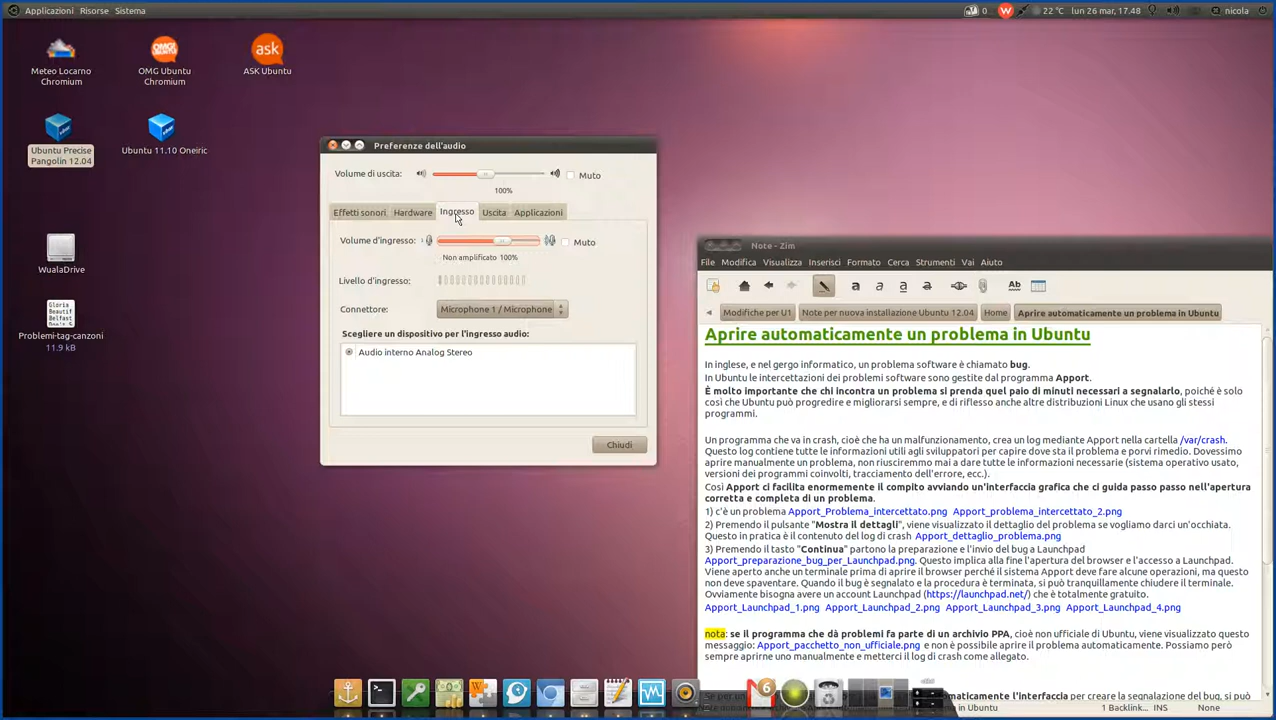 Applicazioni Risorse Sistema
0 22 °C lun 26 mar, 17.48 nicola
Meteo Locarno
Chromium
OMG!
UBUNTU!
OMG Ubuntu
Chromium
ask
ASK Ubuntu
Ubuntu Precise
Pangolin 12.04
Ubuntu 11.10 Oneiric
WualaDrive
Gloria
Beautif
Belfast
Problemi-tag-canzoni
11.9 kB
Preferenze dell'audio
Volume di uscita: Muto
100%
Effetti sonori Hardware Ingresso Uscita Applicazioni
Volume d'ingresso: Muto
Non amplificato 100%
Livello d'ingresso:
Connettore: Microphone 1 / Microphone
Scegliere un dispositivo per l'ingresso audio:
Audio interno Analog Stereo
Chiudi
Note - Zim
File Modifica Visualizza Inserisci Formato Cerca Strumenti Vai Aiuto
Modifiche per U1 Note per nuova installazione Ubuntu 12.04 Home Aprire automaticamente un problema in Ubuntu
Aprire automaticamente un problema in Ubuntu
In inglese, e nel gergo informatico, un problema software è chiamato bug.
In Ubuntu le intercettazioni dei problemi software sono gestite dal programma Apport.
È molto importante che chi incontra un problema si prenda quel paio di minuti necessari a segnalarlo, poiché è solo
così che Ubuntu può progredire e migliorarsi sempre, e di riflesso anche altre distribuzioni Linux che usano gli stessi
programmi.
Un programma che va in crash, cioè che ha un malfunzionamento, crea un log mediante Apport nella cartella /var/crash.
Questo log contiene tutte le informazioni utili agli sviluppatori per capire dove sta il problema e porvi rimedio. Dovessimo
aprire manualmente un problema, non riusciremmo mai a dare tutte le informazioni necessarie (sistema operativo usato,
versioni dei programmi coinvolti, tracciamento dell'errore, ecc.).
Così Apport ci facilita enormemente il compito avviando un'interfaccia grafica che ci guida passo passo nell'apertura
corretta e completa di un problema.
1) c'è un problema Apport_Problema_intercettato.png Apport_problema_intercettato_2.png
2) Premendo il pulsante "Mostra il dettagli", viene visualizzato il dettaglio del problema se vogliamo darci un'occhiata.
Questo in pratica è il contenuto del log di crash Apport_dettaglio_problema.png
3) Premendo il tasto "Continua" partono la preparazione e l'invio del bug a Launchpad
Apport_preparazione_bug_per_Launchpad.png. Questo implica alla fine l'apertura del browser e l'accesso a Launchpad.
Viene aperto anche un terminale prima di aprire il browser perché il sistema Apport deve fare alcune operazioni, ma questo
non deve spaventare. Quando il bug è segnalato e la procedura è terminata, si può tranquillamente chiudere il terminale.
Ovviamente bisogna avere un account Launchpad (https://launchpad.net/) che è totalmente gratuito.
Apport_Launchpad_1.png Apport_Launchpad_2.png Apport_Launchpad_3.png Apport_Launchpad_4.png
nota: se il programma che dà problemi fa parte di un archivio PPA, cioè non ufficiale di Ubuntu, viene visualizzato questo
messaggio: Apport_pacchetto_non_ufficiale.png e non è possibile aprire il problema automaticamente. Possiamo però
sempre aprirne uno manualmente e metterci il log di crash come allegato.
automaticamente l'interfaccia per creare la segnalazione del bug, si può
un problema in Ubuntu 1 Backlink... INS None